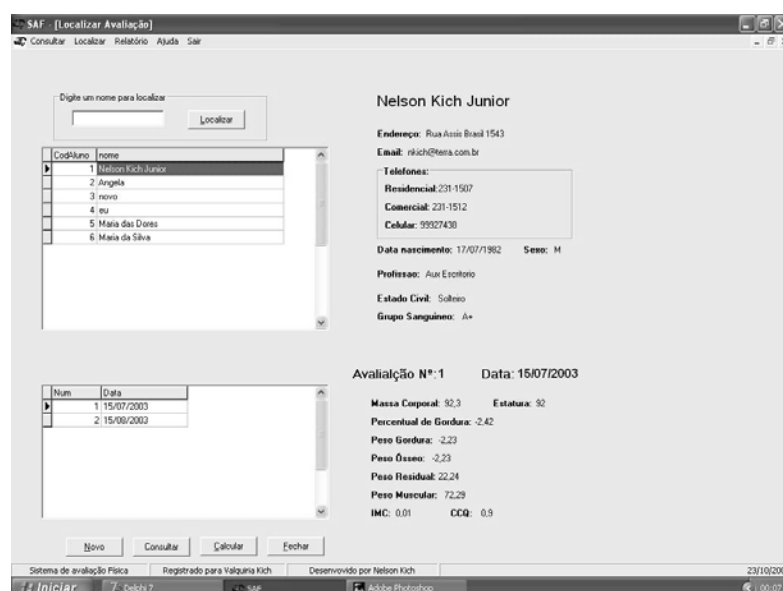 SAF - [Localizar Avaliação]
Consultar Localizar Relatório Ajuda Sair
Digite um nome para localizar
Localizar
CodAluno nome
1 Nelson Kich Junior
2 Angela
3 novo
4 eu
5 Maria das Dores
6 Maria da Silva
Nelson Kich Junior
Endereço: Rua Assis Brasil 1543
Email: nkich@terra.com.br
Telefones:
Residencial: 231-1507
Comercial: 231-1512
Celular: 99927438
Data nascimento: 17/07/1982 Sexo: M
Profissao: Aux Escritorio
Estado Civil: Solteiro
Grupo Sanguineo: A+
Num Data
1 15/07/2003
2 15/08/2003
Avalialção Nº:1 Data: 15/07/2003
Massa Corporal: 92,3 Estatura: 92
Percentual de Gordura: -2,42
Peso Gordura: -2,23
Peso Ósseo: -2,23
Peso Residual: 22,24
Peso Muscular: 72,29
IMC: 0,01 CCQ: 0,9
Novo Consultar Calcular Fechar
Sistema de avaliação Física Registrado para Valquiria Kich Desenvovido por Nelson Kich 23/10/200
Iniciar Delphi 7 SAF Adobe Photoshop 00:02